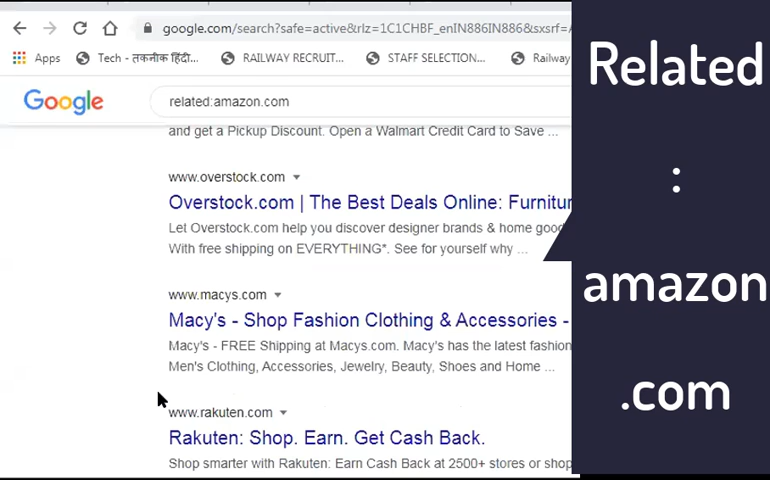 google.com/search?safe=active&rlz=1C1CHBF_enIN886IN886&sxsrf=
Apps Tech - तकनीक हिंदी... RAILWAY RECRUIT... STAFF SELECTION... Railway
Google related:amazon.com
and get a Pickup Discount. Open a Walmart Credit Card to Save ...
www.overstock.com
Overstock.com | The Best Deals Online: Furnitur
Let Overstock.com help you discover designer brands & home good
With free shipping on EVERYTHING*. See for yourself why ...
www.macys.com
Macy's - Shop Fashion Clothing & Accessories -
Macy's - FREE Shipping at Macys.com. Macy's has the latest fashion
Men's Clothing, Accessories, Jewelry, Beauty, Shoes and Home ...
www.rakuten.com
Rakuten: Shop. Earn. Get Cash Back.
Shop smarter with Rakuten: Earn Cash Back at 2500+ stores or shop
Related
:
amazon
.com